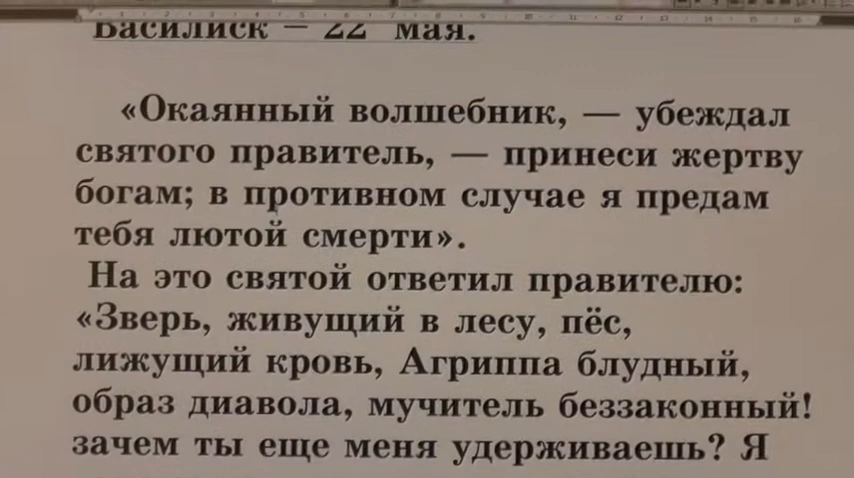 Василиск – 22 мая.
«Окаянный волшебник, — убеждал
святого правитель, — принеси жертву
богам; в противном случае я предам
тебя лютой смерти».
На это святой ответил правителю:
«Зверь, живущий в лесу, пёс,
лижущий кровь, Агриппа блудный,
образ диавола, мучитель беззаконный!
зачем ты еще меня удерживаешь? Я